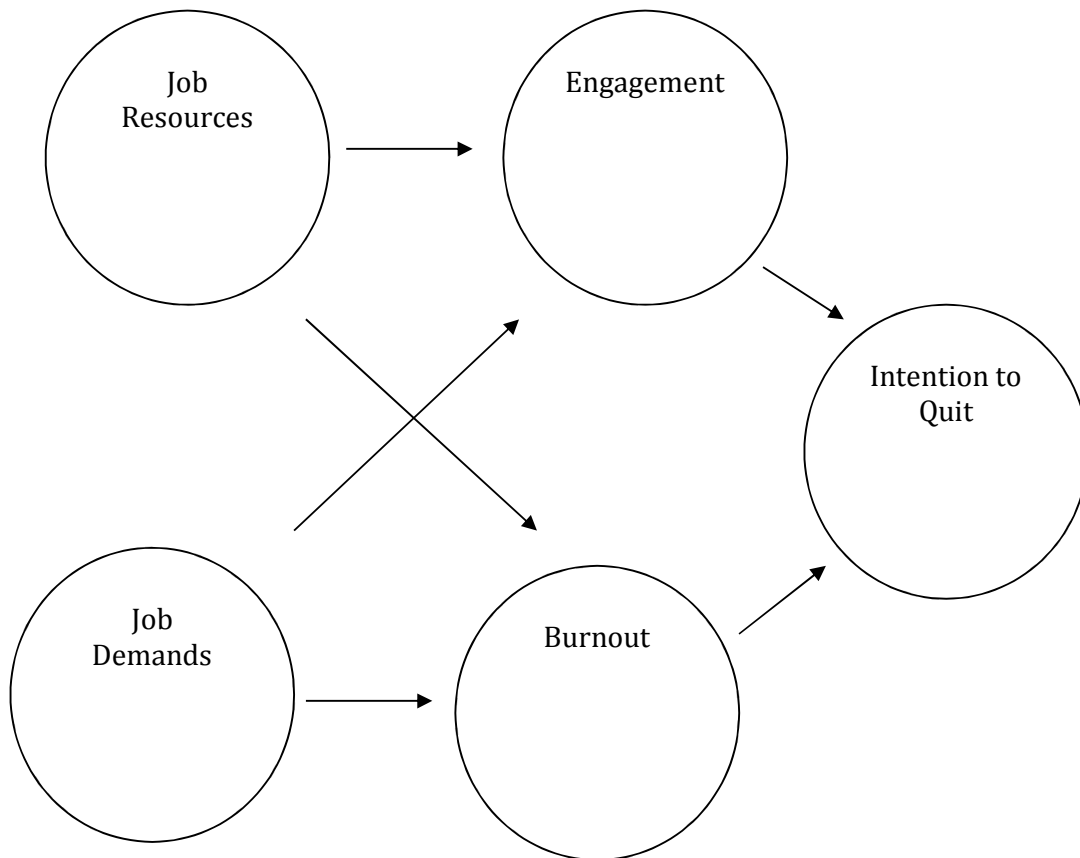 Job
Resources
Engagement
Intention to
Quit
Job
Demands
Burnout